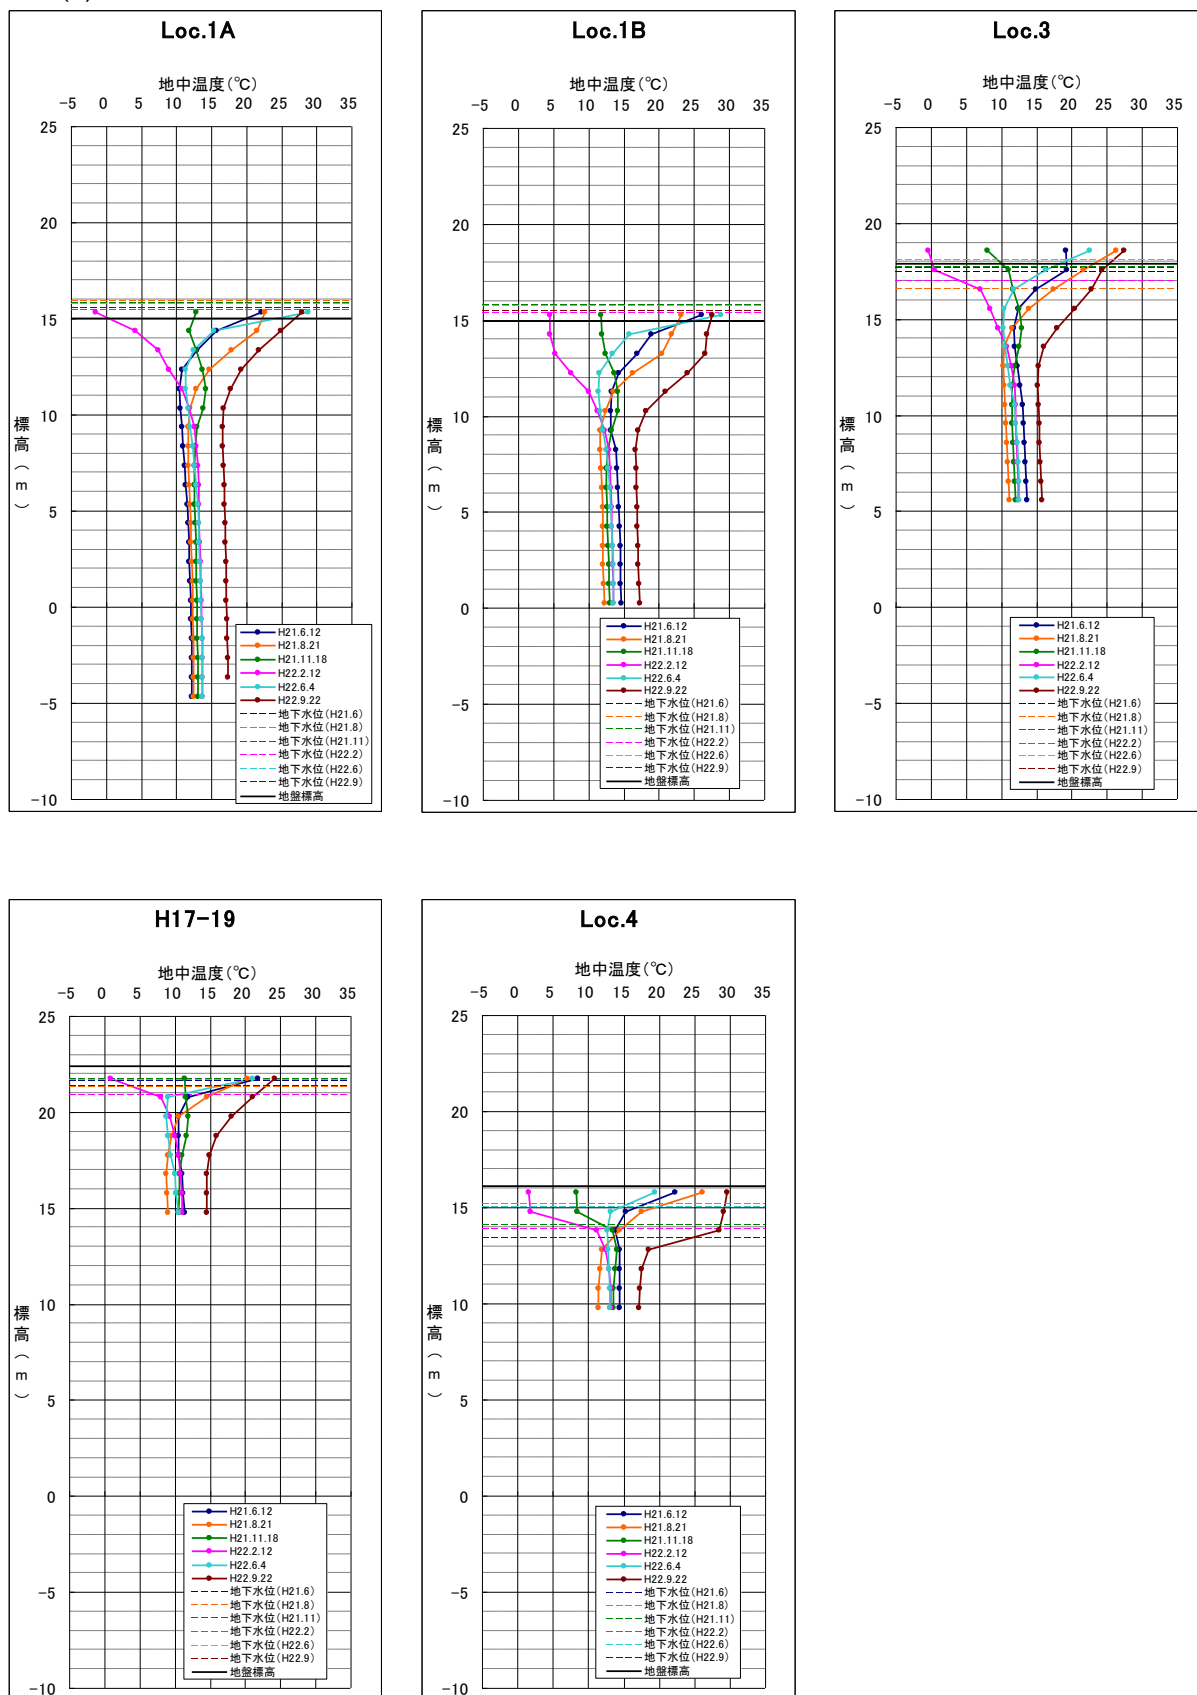 Loc.1A
地中温度(℃)
-5 0 5 10 15 20 25 30 35
25
20
15
10
5
0
-5
-10
標高(m)
H21.6.12
H21.8.21
H21.11.18
H22.2.12
H22.6.4
H22.9.22
地下水位(H21.6)
地下水位(H21.8)
地下水位(H21.11)
地下水位(H22.2)
地下水位(H22.6)
地下水位(H22.9)
地盤標高
Loc.1B
地中温度(℃)
-5 0 5 10 15 20 25 30 35
25
20
15
10
5
0
-5
-10
標高(m)
H21.6.12
H21.8.21
H21.11.18
H22.2.12
H22.6.4
H22.9.22
地下水位(H21.6)
地下水位(H21.8)
地下水位(H21.11)
地下水位(H22.2)
地下水位(H22.6)
地下水位(H22.9)
地盤標高
Loc.3
地中温度(℃)
-5 0 5 10 15 20 25 30 35
25
20
15
10
5
0
-5
-10
標高(m)
H21.6.12
H21.8.21
H21.11.18
H22.2.12
H22.6.4
H22.9.22
地下水位(H21.6)
地下水位(H21.8)
地下水位(H21.11)
地下水位(H22.2)
地下水位(H22.6)
地下水位(H22.9)
地盤標高
H17-19
地中温度(℃)
-5 0 5 10 15 20 25 30 35
25
20
15
10
5
0
-5
-10
標高(m)
H21.6.12
H21.8.21
H21.11.18
H22.2.12
H22.6.4
H22.9.22
地下水位(H21.6)
地下水位(H21.8)
地下水位(H21.11)
地下水位(H22.2)
地下水位(H22.6)
地下水位(H22.9)
地盤標高
Loc.4
地中温度(℃)
-5 0 5 10 15 20 25 30 35
25
20
15
10
5
0
-5
-10
標高(m)
H21.6.12
H21.8.21
H21.11.18
H22.2.12
H22.6.4
H22.9.22
地下水位(H21.6)
地下水位(H21.8)
地下水位(H21.11)
地下水位(H22.2)
地下水位(H22.6)
地下水位(H22.9)
地盤標高